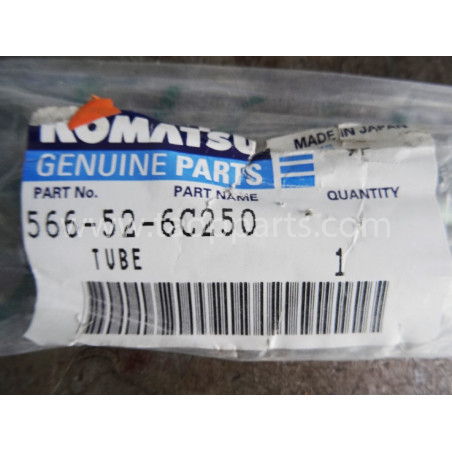 KOMATSU
MADE IN JAPAN
GENUINE PARTS
PART No. PART NAME QUANTITY
566-52-6C250
TUBE 1